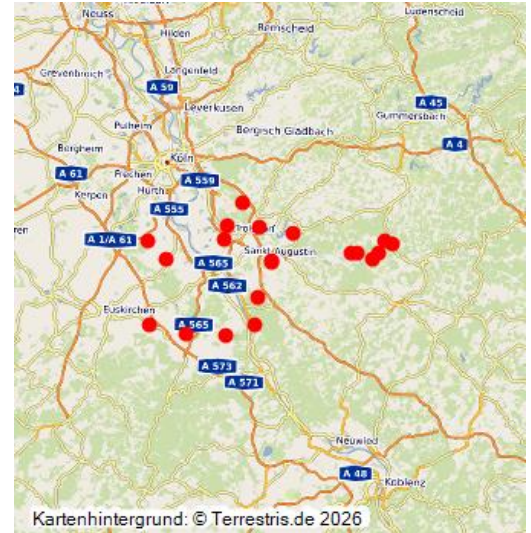 Neuss
Hilden
Remscheid
Ludenscheid
Grevenbroich
A 59
Langenfeld
Leverkusen
A 45
Pulheim
Bergisch Gladbach
Gummersbach
A 4
Bergheim
Köln
A 61
Frechen
Kerpen
Hürth
A 559
A 555
A 1/A 61
Sankt Augustin
A 565
A 562
Euskirchen
A 565
A 573
A 571
Neuwied
A 48
Koblenz
Kartenhintergrund: © Terrestris.de 2026